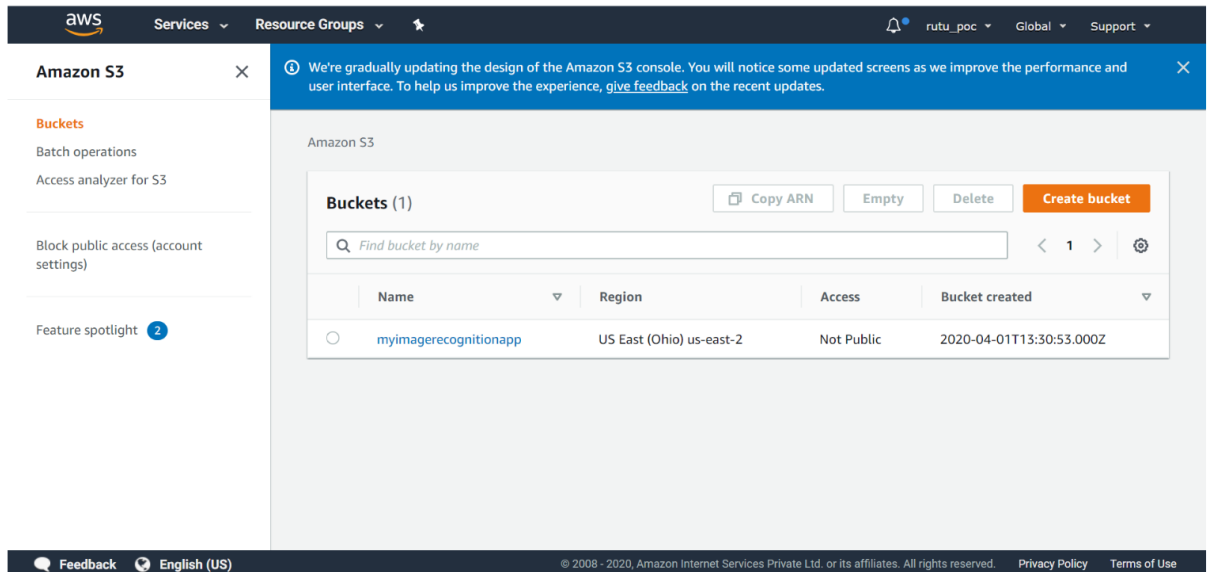 aws Services Resource Groups rutu_poc Global Support
Amazon S3
We're gradually updating the design of the Amazon S3 console. You will notice some updated screens as we improve the performance and
user interface. To help us improve the experience, give feedback on the recent updates.
Buckets
Batch operations
Access analyzer for S3
Block public access (account
settings)
Feature spotlight 2
Amazon S3
Buckets (1) Copy ARN Empty Delete Create bucket
Find bucket by name 1
Name Region Access Bucket created
myimagerecognitionapp US East (Ohio) us-east-2 Not Public 2020-04-01T13:30:53.000Z
Feedback English (US) © 2008 - 2020, Amazon Internet Services Private Ltd. or its affiliates. All rights reserved. Privacy Policy Terms of Use